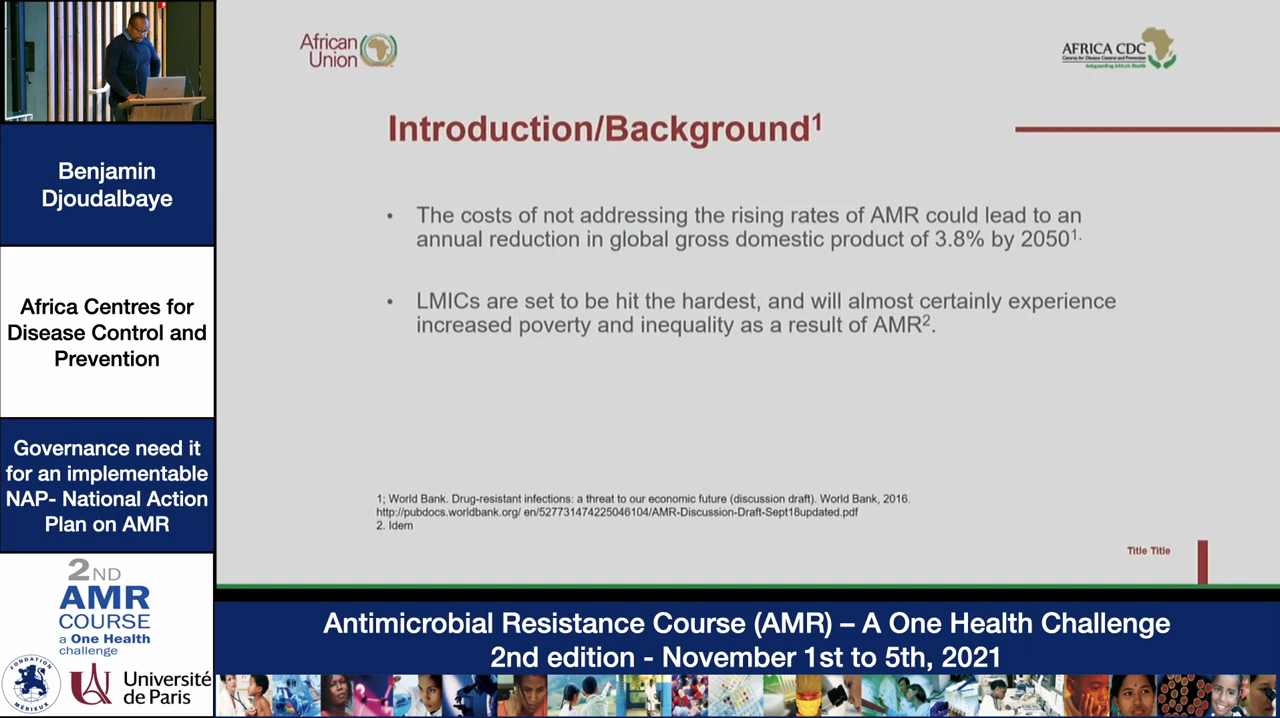 Benjamin
Djoudalbaye
Africa Centres for
Disease Control and
Prevention
Governance need it
for an implementable
NAP- National Action
Plan on AMR
2ND
AMR
COURSE
a One Health
challenge
FONDATION
MÉRIEUX
Université
de Paris
African
Union
AFRICA CDC
Centres for Disease Control and Prevention
Safeguarding Africa's Health
Introduction/Background1
• The costs of not addressing the rising rates of AMR could lead to an
annual reduction in global gross domestic product of 3.8% by 20501.
• LMICs are set to be hit the hardest, and will almost certainly experience
increased poverty and inequality as a result of AMR2.
1; World Bank. Drug-resistant infections: a threat to our economic future (discussion draft). World Bank, 2016.
http://pubdocs.worldbank.org/ en/527731474225046104/AMR-Discussion-Draft-Sept18updated.pdf
2. Idem
Title Title
Antimicrobial Resistance Course (AMR) – A One Health Challenge
2nd edition - November 1st to 5th, 2021